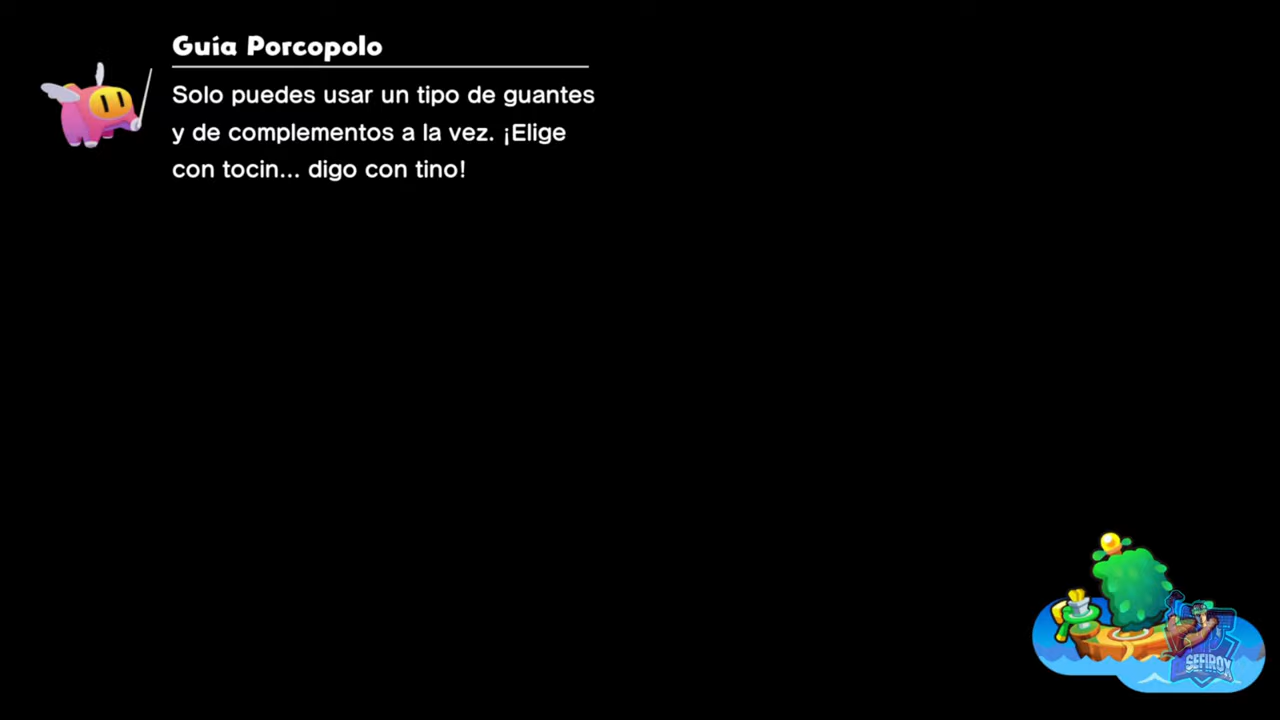 Guía Porcopolo
Solo puedes usar un tipo de guantes
y de complementos a la vez. ¡Elige
con tocin... digo con tino!
SEFIROX